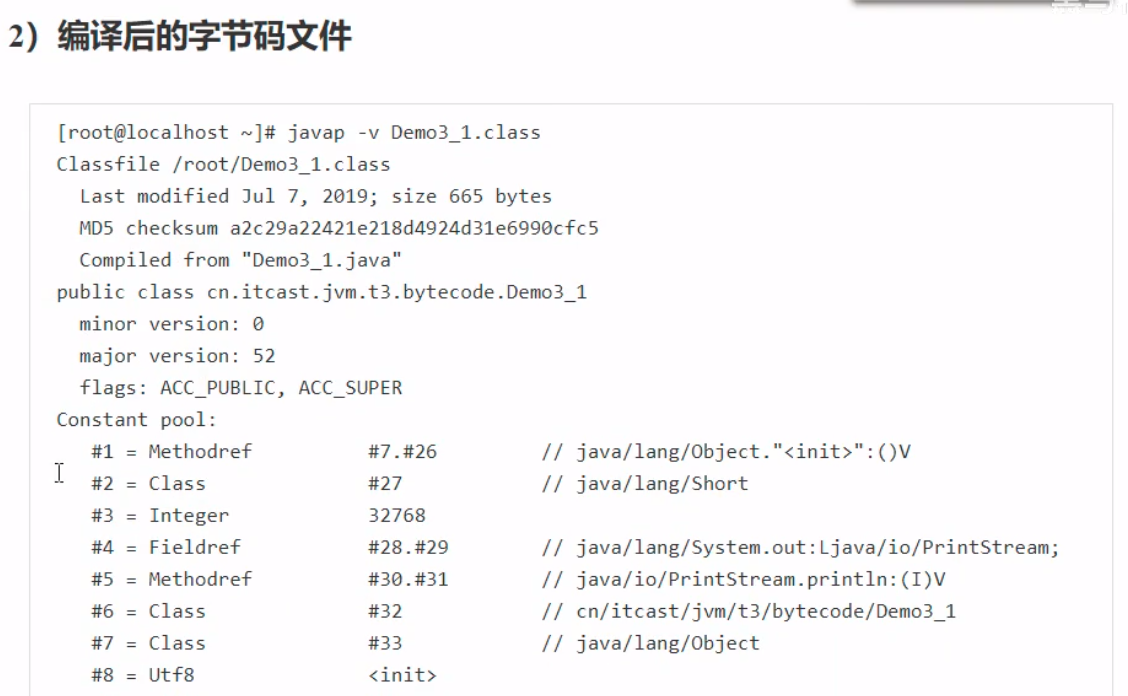 2）编译后的字节码文件
[root@localhost ~]# javap -v Demo3_1.class
Classfile /root/Demo3_1.class
  Last modified Jul 7, 2019; size 665 bytes
  MD5 checksum a2c29a22421e218d4924d31e6990cfc5
  Compiled from "Demo3_1.java"
public class cn.itcast.jvm.t3.bytecode.Demo3_1
  minor version: 0
  major version: 52
  flags: ACC_PUBLIC, ACC_SUPER
Constant pool:
   #1 = Methodref          #7.#26         // java/lang/Object."<init>":()V
   #2 = Class              #27            // java/lang/Short
   #3 = Integer            32768
   #4 = Fieldref           #28.#29        // java/lang/System.out:Ljava/io/PrintStream;
   #5 = Methodref          #30.#31        // java/io/PrintStream.println:(I)V
   #6 = Class              #32            // cn/itcast/jvm/t3/bytecode/Demo3_1
   #7 = Class              #33            // java/lang/Object
   #8 = Utf8               <init>